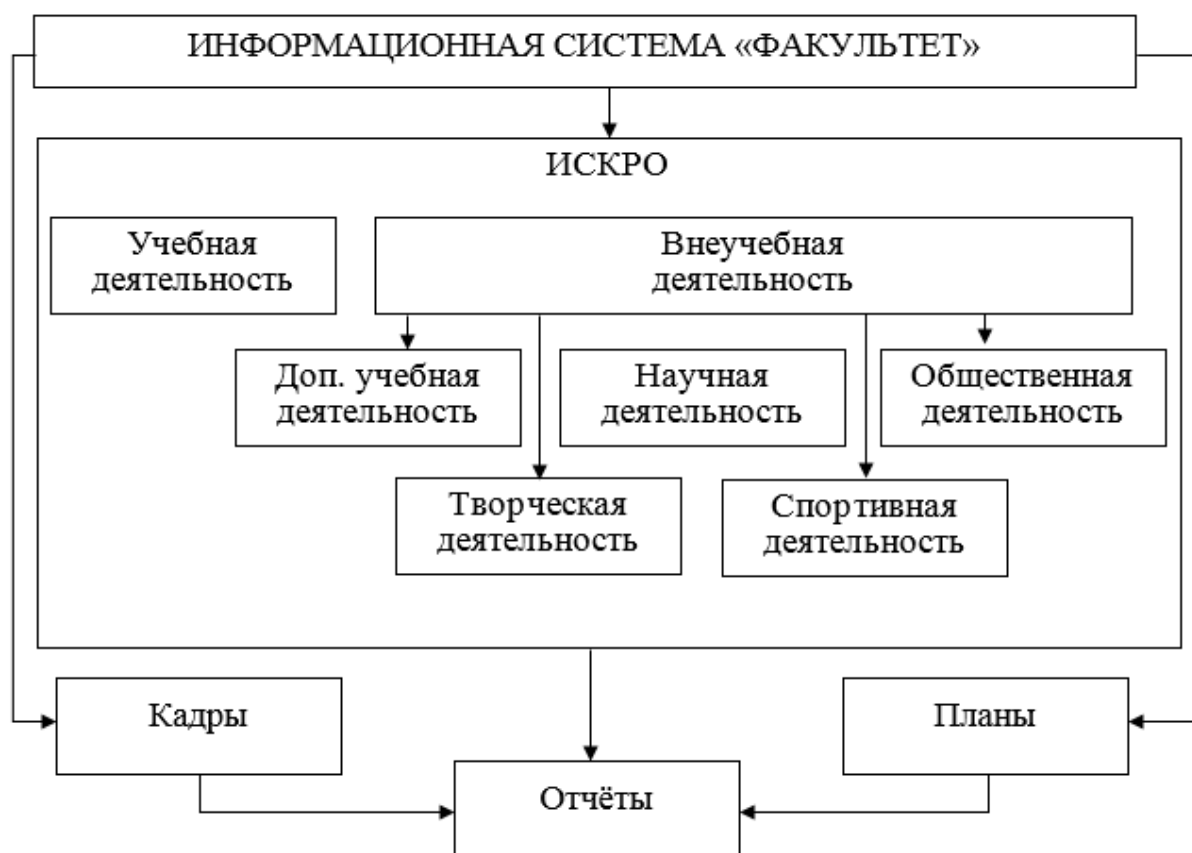 ИНФОРМАЦИОННАЯ СИСТЕМА «ФАКУЛЬТЕТ»
ИСКРО
Учебная
деятельность
Внеучебная
деятельность
Доп. учебная
деятельность
Научная
деятельность
Общественная
деятельность
Творческая
деятельность
Спортивная
деятельность
Кадры
Планы
Отчёты